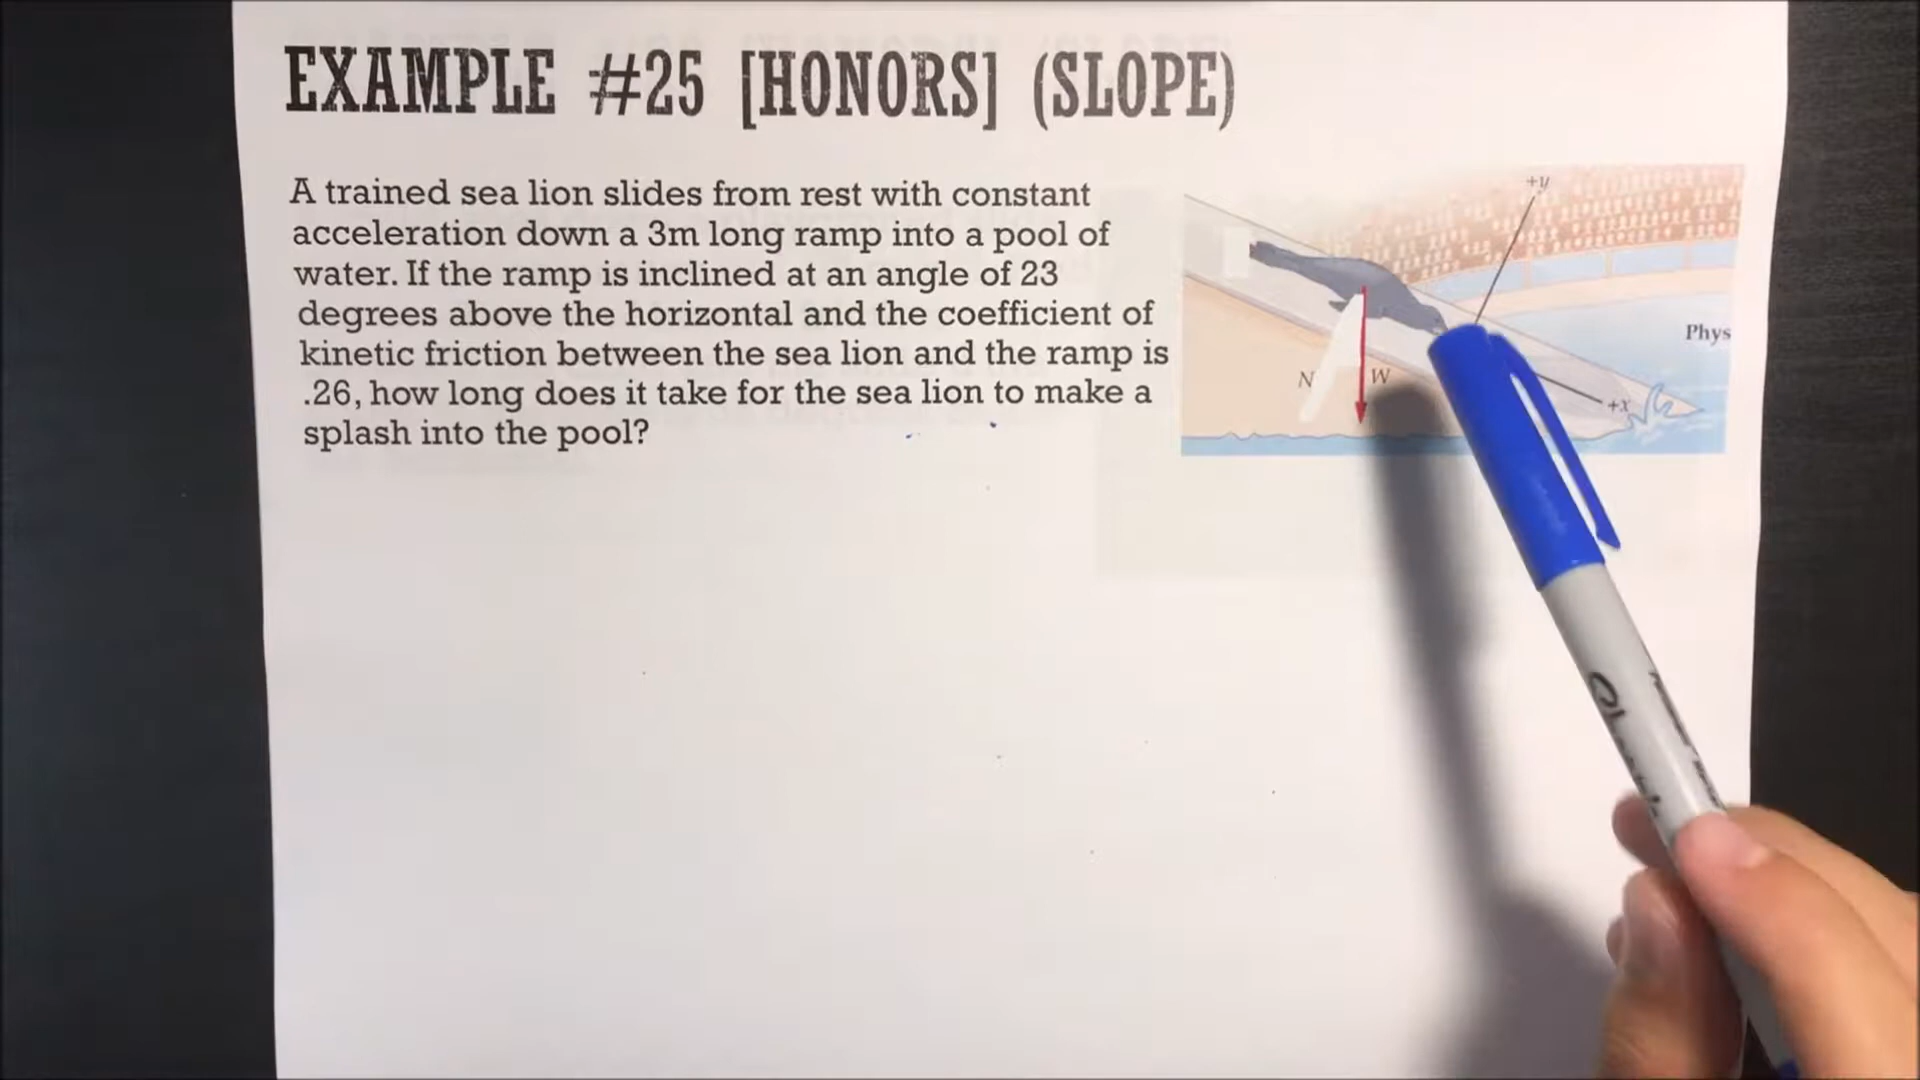 EXAMPLE #25 [HONORS] (SLOPE)
A trained sea lion slides from rest with constant
acceleration down a 3m long ramp into a pool of
water. If the ramp is inclined at an angle of 23
degrees above the horizontal and the coefficient of
kinetic friction between the sea lion and the ramp is
.26, how long does it take for the sea lion to make a
splash into the pool?
+y
Phys
N
W
+x